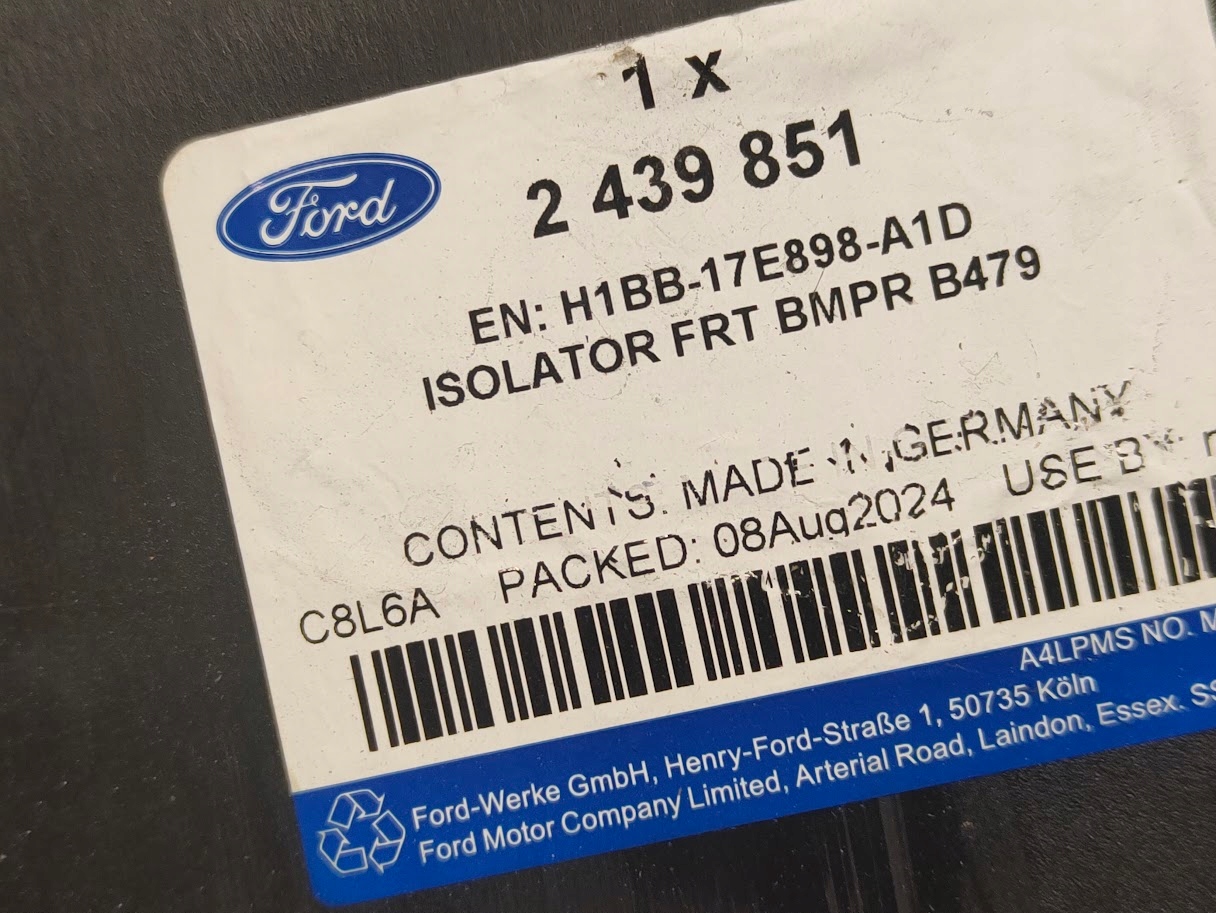 1 x
Ford
2 439 851
EN: H1BB-17E898-A1D
ISOLATOR FRT BMPR B479
CONTENTS: MADE IN GERMANY
C8L6A PACKED: 08Aug2024 USE BY:
A4LPMS NO.
Ford-Werke GmbH, Henry-Ford-Straße 1, 50735 Köln
Ford Motor Company Limited, Arterial Road, Laindon, Essex.